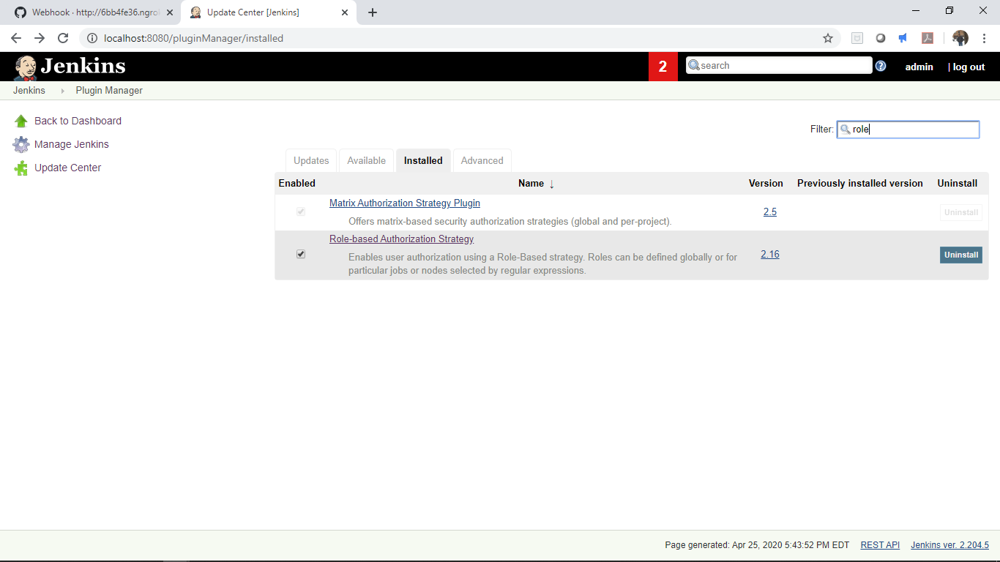 Webhook · http://6bb4fe36.ngro
Update Center [Jenkins]
localhost:8080/pluginManager/installed
Jenkins
2
search
admin
| log out
Jenkins
Plugin Manager
Back to Dashboard
Manage Jenkins
Update Center
Filter:
role
Updates
Available
Installed
Advanced
Enabled
Name ↓
Version
Previously installed version
Uninstall
Matrix Authorization Strategy Plugin
Offers matrix-based security authorization strategies (global and per-project).
2.5
Uninstall
Role-based Authorization Strategy
Enables user authorization using a Role-Based strategy. Roles can be defined globally or for
particular jobs or nodes selected by regular expressions.
2.16
Uninstall
Page generated: Apr 25, 2020 5:43:52 PM EDT
REST API
Jenkins ver. 2.204.5